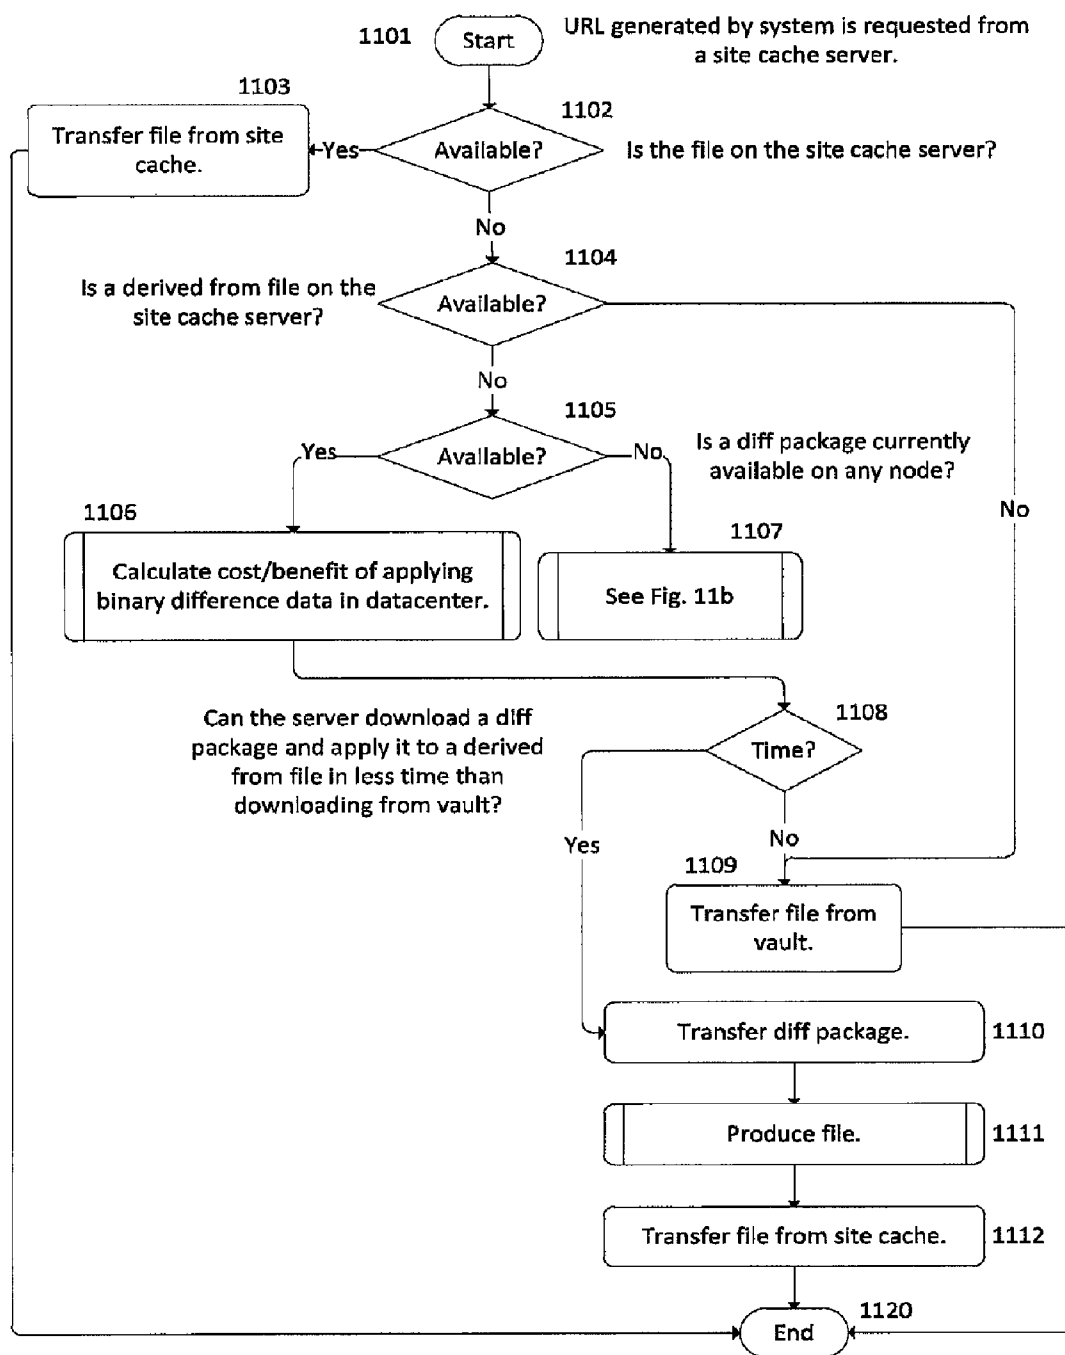 1101
Start
URL generated by system is requested from
a site cache server.
1103
Transfer file from site
cache.
1102
Yes
Available?
Is the file on the site cache server?
No
1104
Is a derived from file on the
site cache server?
Available?
No
1105
Yes
Available?
No
Is a diff package currently
available on any node?
No
1106
Calculate cost/benefit of applying
binary difference data in datacenter.
1107
See Fig. 11b
Can the server download a diff
package and apply it to a derived
from file in less time than
downloading from vault?
1108
Time?
Yes
No
1109
Transfer file from
vault.
Transfer diff package.
1110
Produce file.
1111
Transfer file from site cache.
1112
1120
End